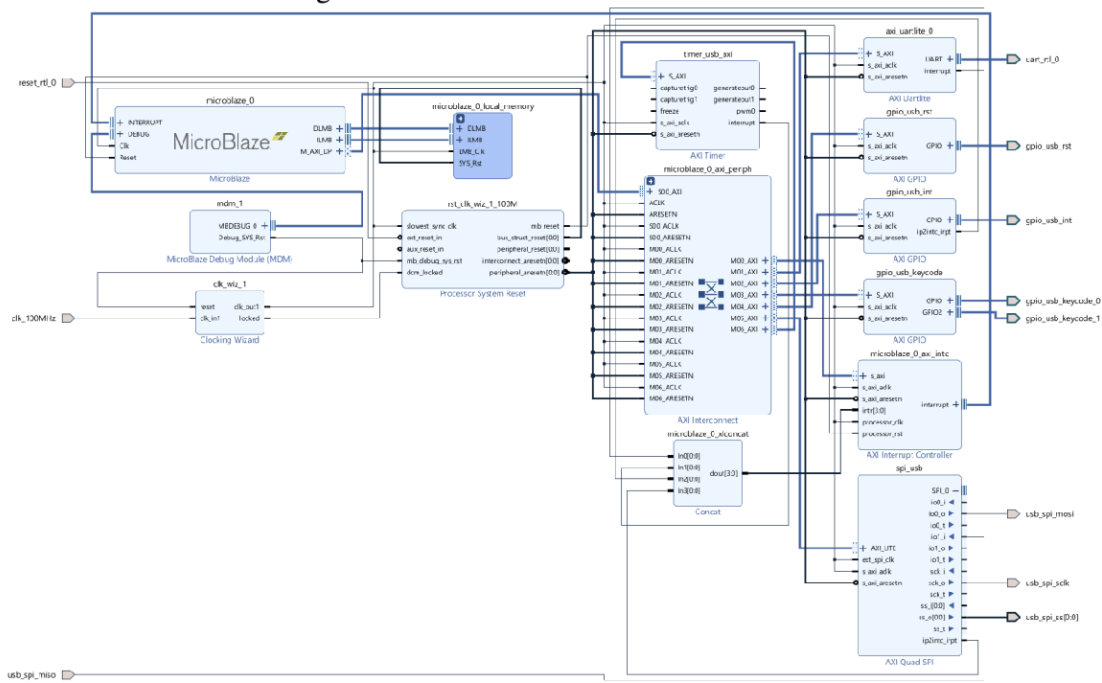 reset_rtl_0
clk_100MHz
usb_spi_miso
microblaze_0
INTERRUPT
DEBUG
Clk
Reset
MicroBlaze
DLMB
ILMB
M_AXI_DP
MicroBlaze
microblaze_0_local_memory
DLMB
ILMB
LMB_Clk
SYS_Rst
mdm_1
MBDEBUG_0
Debug_SYS_Rst
MicroBlaze Debug Module (MDM)
clk_wiz_1
reset
clk_in1
clk_out1
locked
Clocking Wizard
rst_clk_wiz_1_100M
slowest_sync_clk
ext_reset_in
aux_reset_in
mb_debug_sys_rst
dcm_locked
mb_reset
bus_struct_reset[0:0]
peripheral_reset[0:0]
interconnect_aresetn[0:0]
peripheral_aresetn[0:0]
Processor System Reset
timer_usb_axi
S_AXI
capturetrig0
capturetrig1
freeze
s_axi_aclk
s_axi_aresetn
generateout0
generateout1
pwm0
interrupt
AXI Timer
microblaze_0_axi_periph
S00_AXI
ACLK
ARESETN
S00_ACLK
S00_ARESETN
M00_ACLK
M00_ARESETN
M01_ACLK
M01_ARESETN
M02_ACLK
M02_ARESETN
M03_ACLK
M03_ARESETN
M04_ACLK
M04_ARESETN
M05_ACLK
M05_ARESETN
M06_ACLK
M06_ARESETN
M00_AXI
M01_AXI
M02_AXI
M03_AXI
M04_AXI
M05_AXI
M06_AXI
AXI Interconnect
microblaze_0_xlconcat
In0[0:0]
In1[0:0]
In2[0:0]
In3[0:0]
dout[3:0]
Concat
axi_uartlite_0
S_AXI
s_axi_aclk
s_axi_aresetn
UART
interrupt
AXI Uartlite
uart_rtl_0
gpio_usb_rst
S_AXI
s_axi_aclk
s_axi_aresetn
GPIO
AXI GPIO
gpio_usb_rst
gpio_usb_int
S_AXI
s_axi_aclk
s_axi_aresetn
GPIO
ip2intc_irpt
AXI GPIO
gpio_usb_int
gpio_usb_keycode
S_AXI
s_axi_aclk
s_axi_aresetn
GPIO
GPIO2
AXI GPIO
gpio_usb_keycode_0
gpio_usb_keycode_1
microblaze_0_axi_intc
s_axi
s_axi_aclk
s_axi_aresetn
intr[3:0]
processor_clk
processor_rst
interrupt
AXI Interrupt Controller
spi_usb
AXI_LITE
ext_spi_clk
s_axi_aclk
s_axi_aresetn
SPI_0
io0_i
io0_o
io0_t
io1_i
io1_o
io1_t
sck_i
sck_o
sck_t
ss_i[0:0]
ss_o[0:0]
ss_t
ip2intc_irpt
AXI Quad SPI
usb_spi_mosi
usb_spi_sclk
usb_spi_ss[0:0]